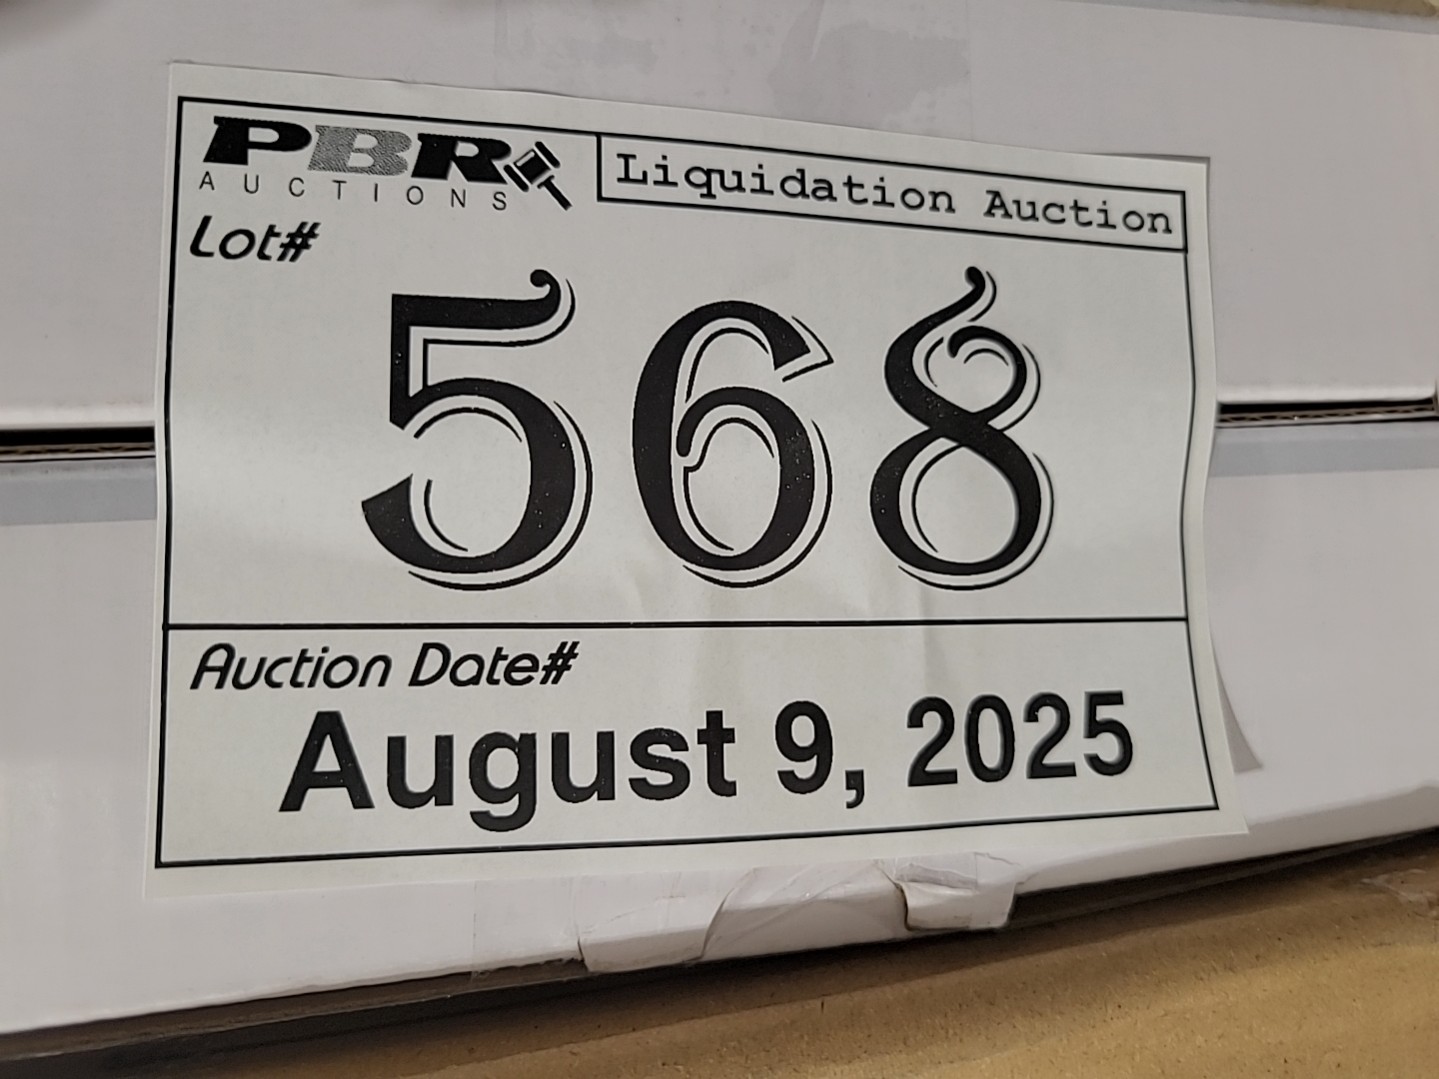 PBR
AUCTIONS
Liquidation Auction
Lot#
568
Auction Date#
August 9, 2025